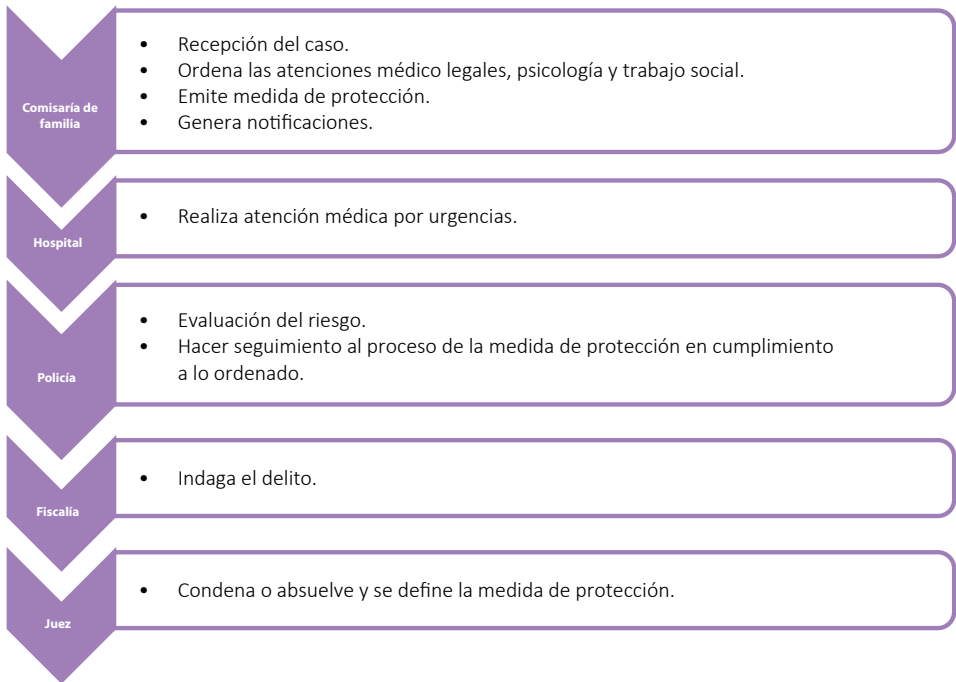 Comisaría de
familia
• Recepción del caso.
• Ordena las atenciones médico legales, psicología y trabajo social.
• Emite medida de protección.
• Genera notificaciones.
Hospital
• Realiza atención médica por urgencias.
Policía
• Evaluación del riesgo.
• Hacer seguimiento al proceso de la medida de protección en cumplimiento
a lo ordenado.
Fiscalía
• Indaga el delito.
Juez
• Condena o absuelve y se define la medida de protección.